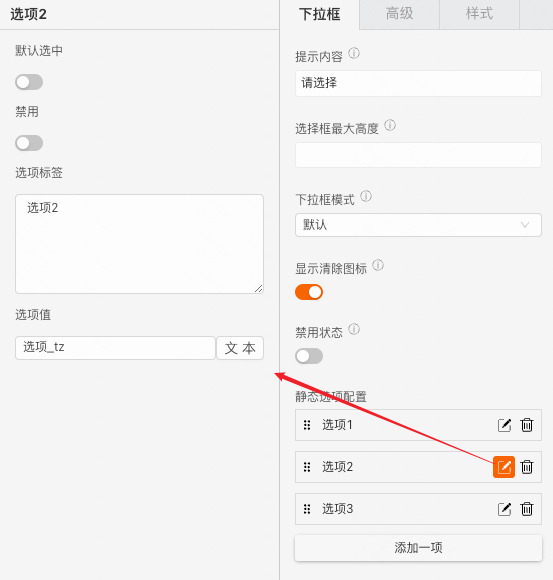 选项2
默认选中
禁用
选项标签
选项2
选项值
选项_tz
文本
下拉框 高级 样式
提示内容
请选择
选择框最大高度
下拉框模式
默认
显示清除图标
禁用状态
静态选项配置
选项1
选项2
选项3
添加一项